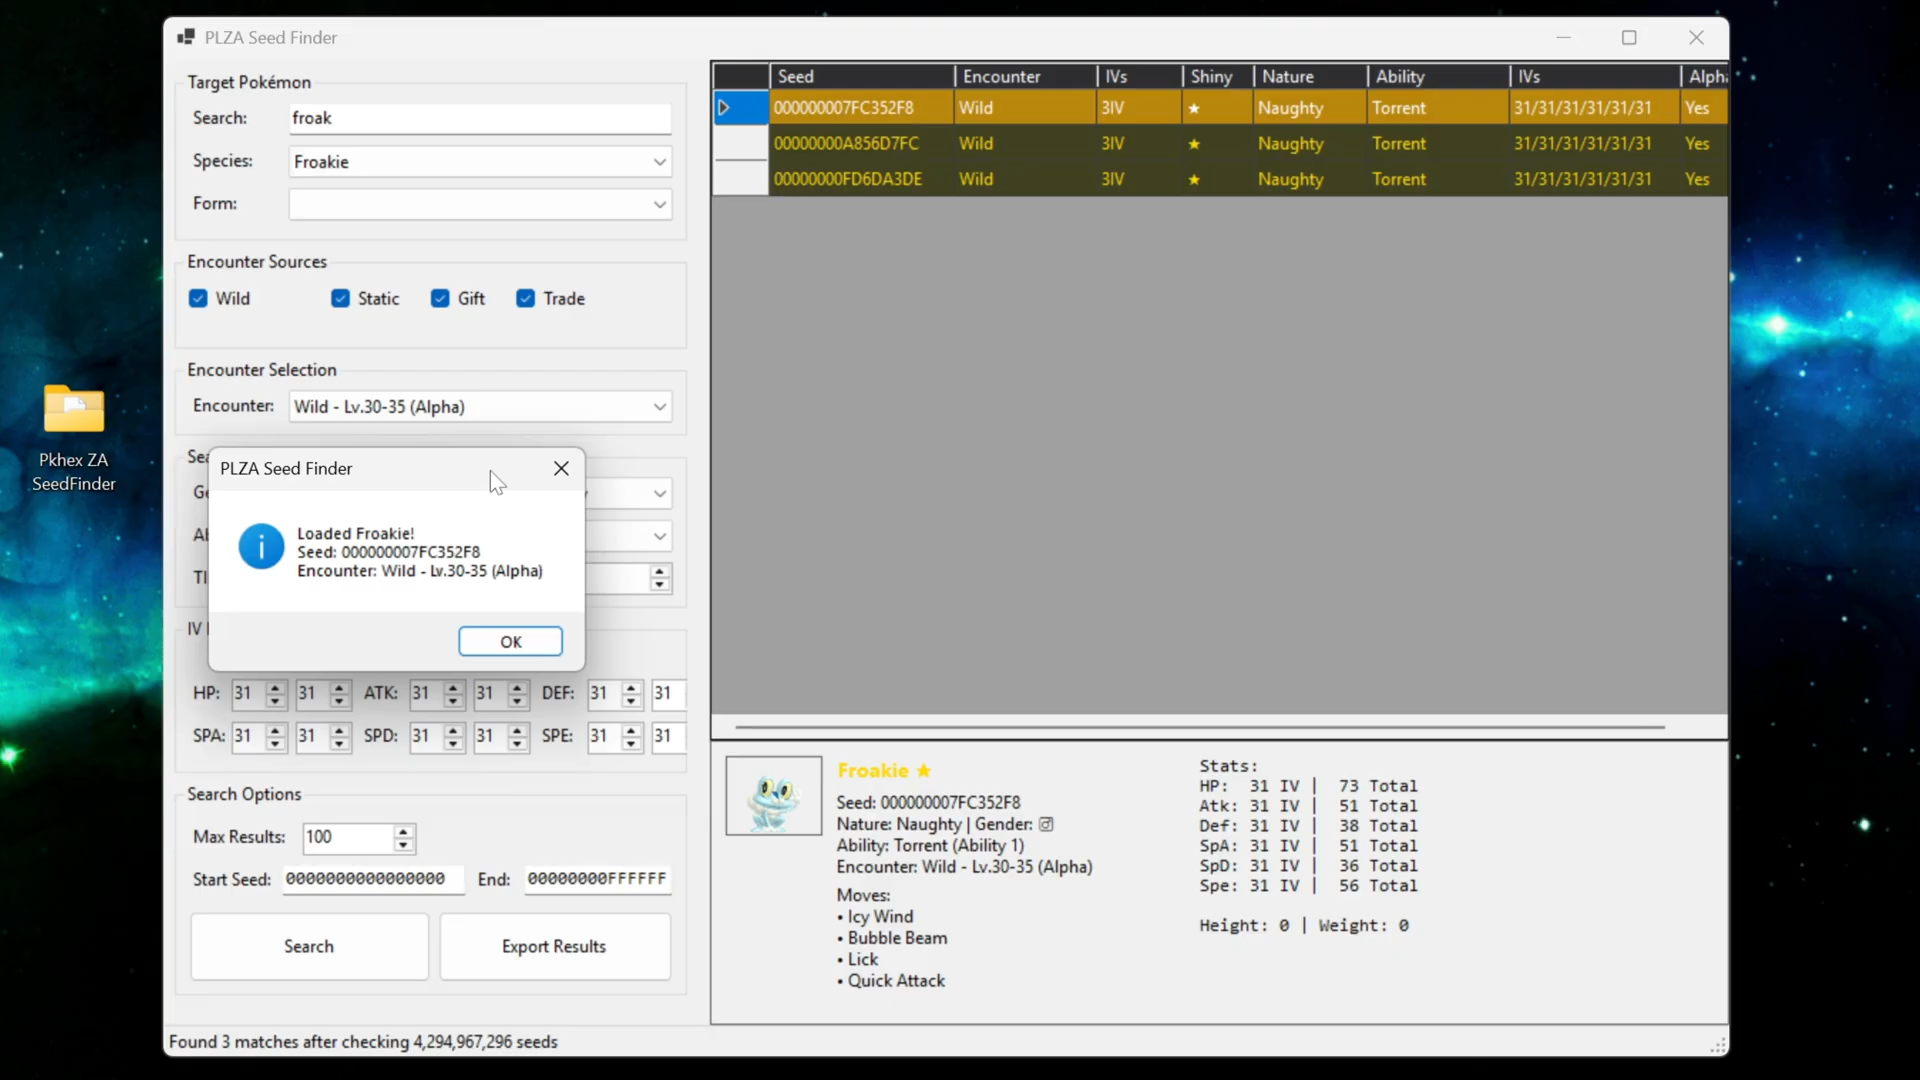 PLZA Seed Finder
Target Pokémon
Search: froak
Species: Froakie
Form:
Encounter Sources
Wild Static Gift Trade
Encounter Selection
Encounter: Wild - Lv.30-35 (Alpha)
PLZA Seed Finder
Loaded Froakie!
Seed: 000000007FC352F8
Encounter: Wild - Lv.30-35 (Alpha)
OK
HP: 31 31 ATK: 31 31 DEF: 31 31
SPA: 31 31 SPD: 31 31 SPE: 31 31
Search Options
Max Results: 100
Start Seed: 0000000000000000 End: 00000000FFFFFF
Search Export Results
Found 3 matches after checking 4,294,967,296 seeds
Seed Encounter IVs Shiny Nature Ability IVs Alpha
000000007FC352F8 Wild 3IV ★ Naughty Torrent 31/31/31/31/31/31 Yes
00000000A856D7FC Wild 3IV ★ Naughty Torrent 31/31/31/31/31/31 Yes
00000000FD6DA3DE Wild 3IV ★ Naughty Torrent 31/31/31/31/31/31 Yes
Froakie ★
Seed: 000000007FC352F8
Nature: Naughty | Gender:
Ability: Torrent (Ability 1)
Encounter: Wild - Lv.30-35 (Alpha)
Moves:
• Icy Wind
• Bubble Beam
• Lick
• Quick Attack
Stats:
HP: 31 IV | 73 Total
Atk: 31 IV | 51 Total
Def: 31 IV | 38 Total
SpA: 31 IV | 51 Total
SpD: 31 IV | 36 Total
Spe: 31 IV | 56 Total
Height: 0 | Weight: 0
Pkhex ZA
SeedFinder